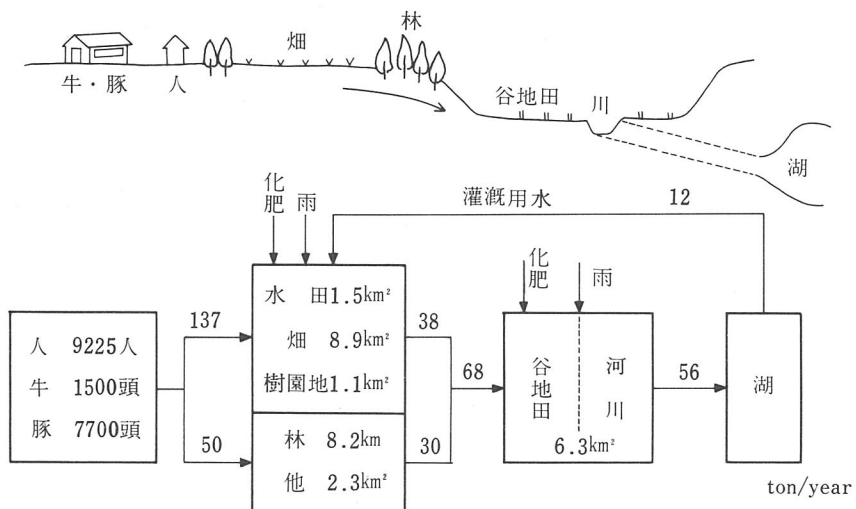 林
畑
牛・豚 人
谷地田 川
湖
化肥 雨
灌漑用水 12
化肥 雨
水 田1.5km²
畑 8.9km²
樹園地1.1km²
林 8.2km
他 2.3km²
人 9225人
牛 1500頭
豚 7700頭
137
50
38
30
68
谷地田 河川
6.3km²
56
湖
ton/year